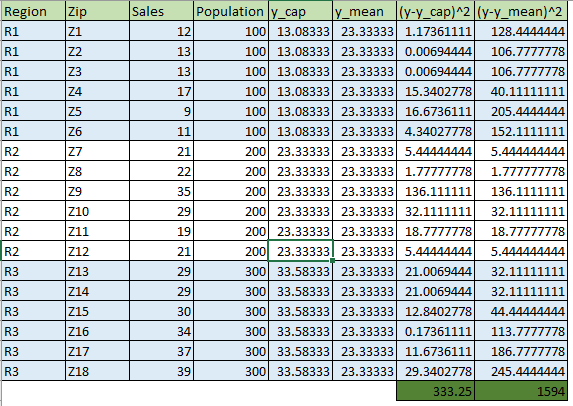 Region Zip Sales Population y_cap y_mean (y-y_cap)^2 (y-y_mean)^2
R1 Z1 12 100 13.08333 23.33333 1.17361111 128.4444444
R1 Z2 13 100 13.08333 23.33333 0.00694444 106.7777778
R1 Z3 13 100 13.08333 23.33333 0.00694444 106.7777778
R1 Z4 17 100 13.08333 23.33333 15.3402778 40.11111111
R1 Z5 9 100 13.08333 23.33333 16.6736111 205.4444444
R1 Z6 11 100 13.08333 23.33333 4.34027778 152.1111111
R2 Z7 21 200 23.33333 23.33333 5.44444444 5.444444444
R2 Z8 22 200 23.33333 23.33333 1.77777778 1.777777778
R2 Z9 35 200 23.33333 23.33333 136.111111 136.1111111
R2 Z10 29 200 23.33333 23.33333 32.1111111 32.11111111
R2 Z11 19 200 23.33333 23.33333 18.7777778 18.77777778
R2 Z12 21 200 23.33333 23.33333 5.44444444 5.444444444
R3 Z13 29 300 33.58333 23.33333 21.0069444 32.11111111
R3 Z14 29 300 33.58333 23.33333 21.0069444 32.11111111
R3 Z15 30 300 33.58333 23.33333 12.8402778 44.44444444
R3 Z16 34 300 33.58333 23.33333 0.17361111 113.7777778
R3 Z17 37 300 33.58333 23.33333 11.6736111 186.7777778
R3 Z18 39 300 33.58333 23.33333 29.3402778 245.4444444
333.25 1594